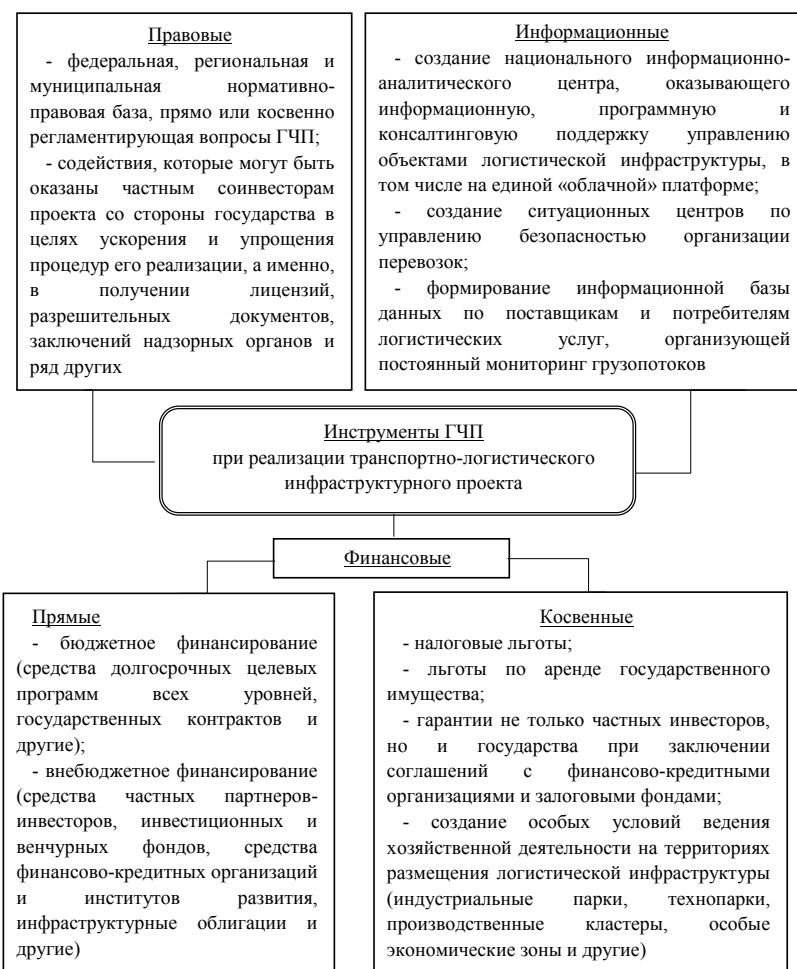 Правовые
- федеральная, региональная и
муниципальная нормативно-
правовая база, прямо или косвенно
регламентирующая вопросы ГЧП;
- содействия, которые могут быть
оказаны частным соинвесторам
проекта со стороны государства в
целях ускорения и упрощения
процедур его реализации, а именно,
в получении лицензий,
разрешительных документов,
заключений надзорных органов и
ряд других
Информационные
- создание национального информационно-
аналитического центра, оказывающего
информационную, программную и
консалтинговую поддержку управлению
объектами логистической инфраструктуры, в
том числе на единой «облачной» платформе;
- создание ситуационных центров по
управлению безопасностью организации
перевозок;
- формирование информационной базы
данных по поставщикам и потребителям
логистических услуг, организующей
постоянный мониторинг грузопотоков
Инструменты ГЧП
при реализации транспортно-логистического
инфраструктурного проекта
Финансовые
Прямые
- бюджетное финансирование
(средства долгосрочных целевых
программ всех уровней,
государственных контрактов и
другие);
- внебюджетное финансирование
(средства частных партнеров-
инвесторов, инвестиционных и
венчурных фондов, средства
финансово-кредитных организаций
и институтов развития,
инфраструктурные облигации и
другие)
Косвенные
- налоговые льготы;
- льготы по аренде государственного
имущества;
- гарантии не только частных инвесторов,
но и государства при заключении
соглашений с финансово-кредитными
организациями и залоговыми фондами;
- создание особых условий ведения
хозяйственной деятельности на территориях
размещения логистической инфраструктуры
(индустриальные парки, технопарки,
производственные кластеры, особые
экономические зоны и другие)